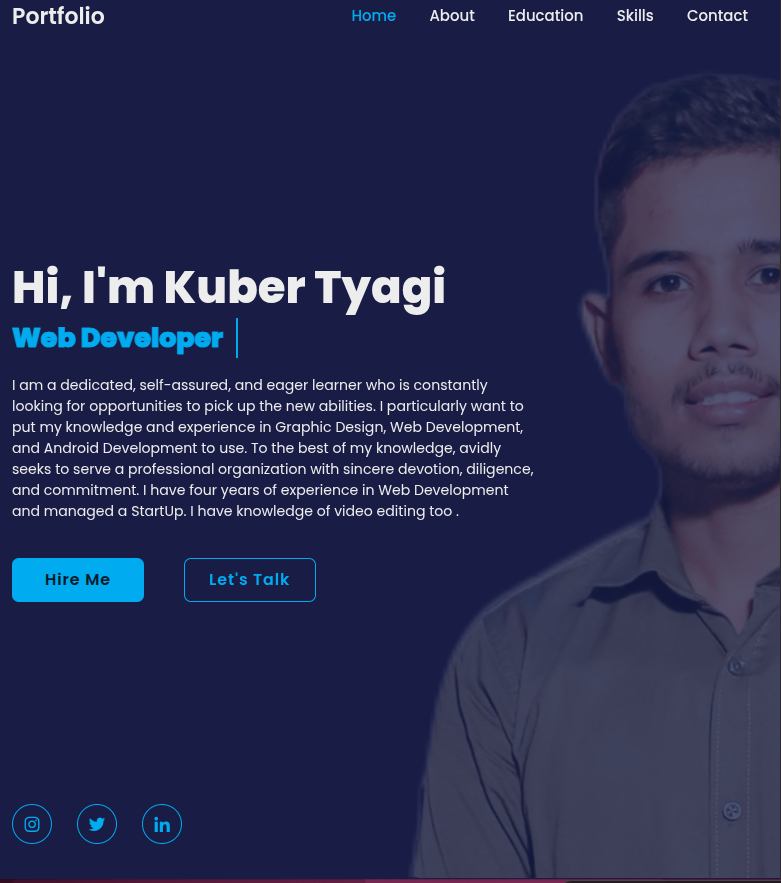 Portfolio
Home About Education Skills Contact
Hi, I'm Kuber Tyagi
Web Developer
I am a dedicated, self-assured, and eager learner who is constantly
looking for opportunities to pick up the new abilities. I particularly want to
put my knowledge and experience in Graphic Design, Web Development,
and Android Development to use. To the best of my knowledge, avidly
seeks to serve a professional organization with sincere devotion, diligence,
and commitment. I have four years of experience in Web Development
and managed a StartUp. I have knowledge of video editing too .
Hire Me
Let's Talk